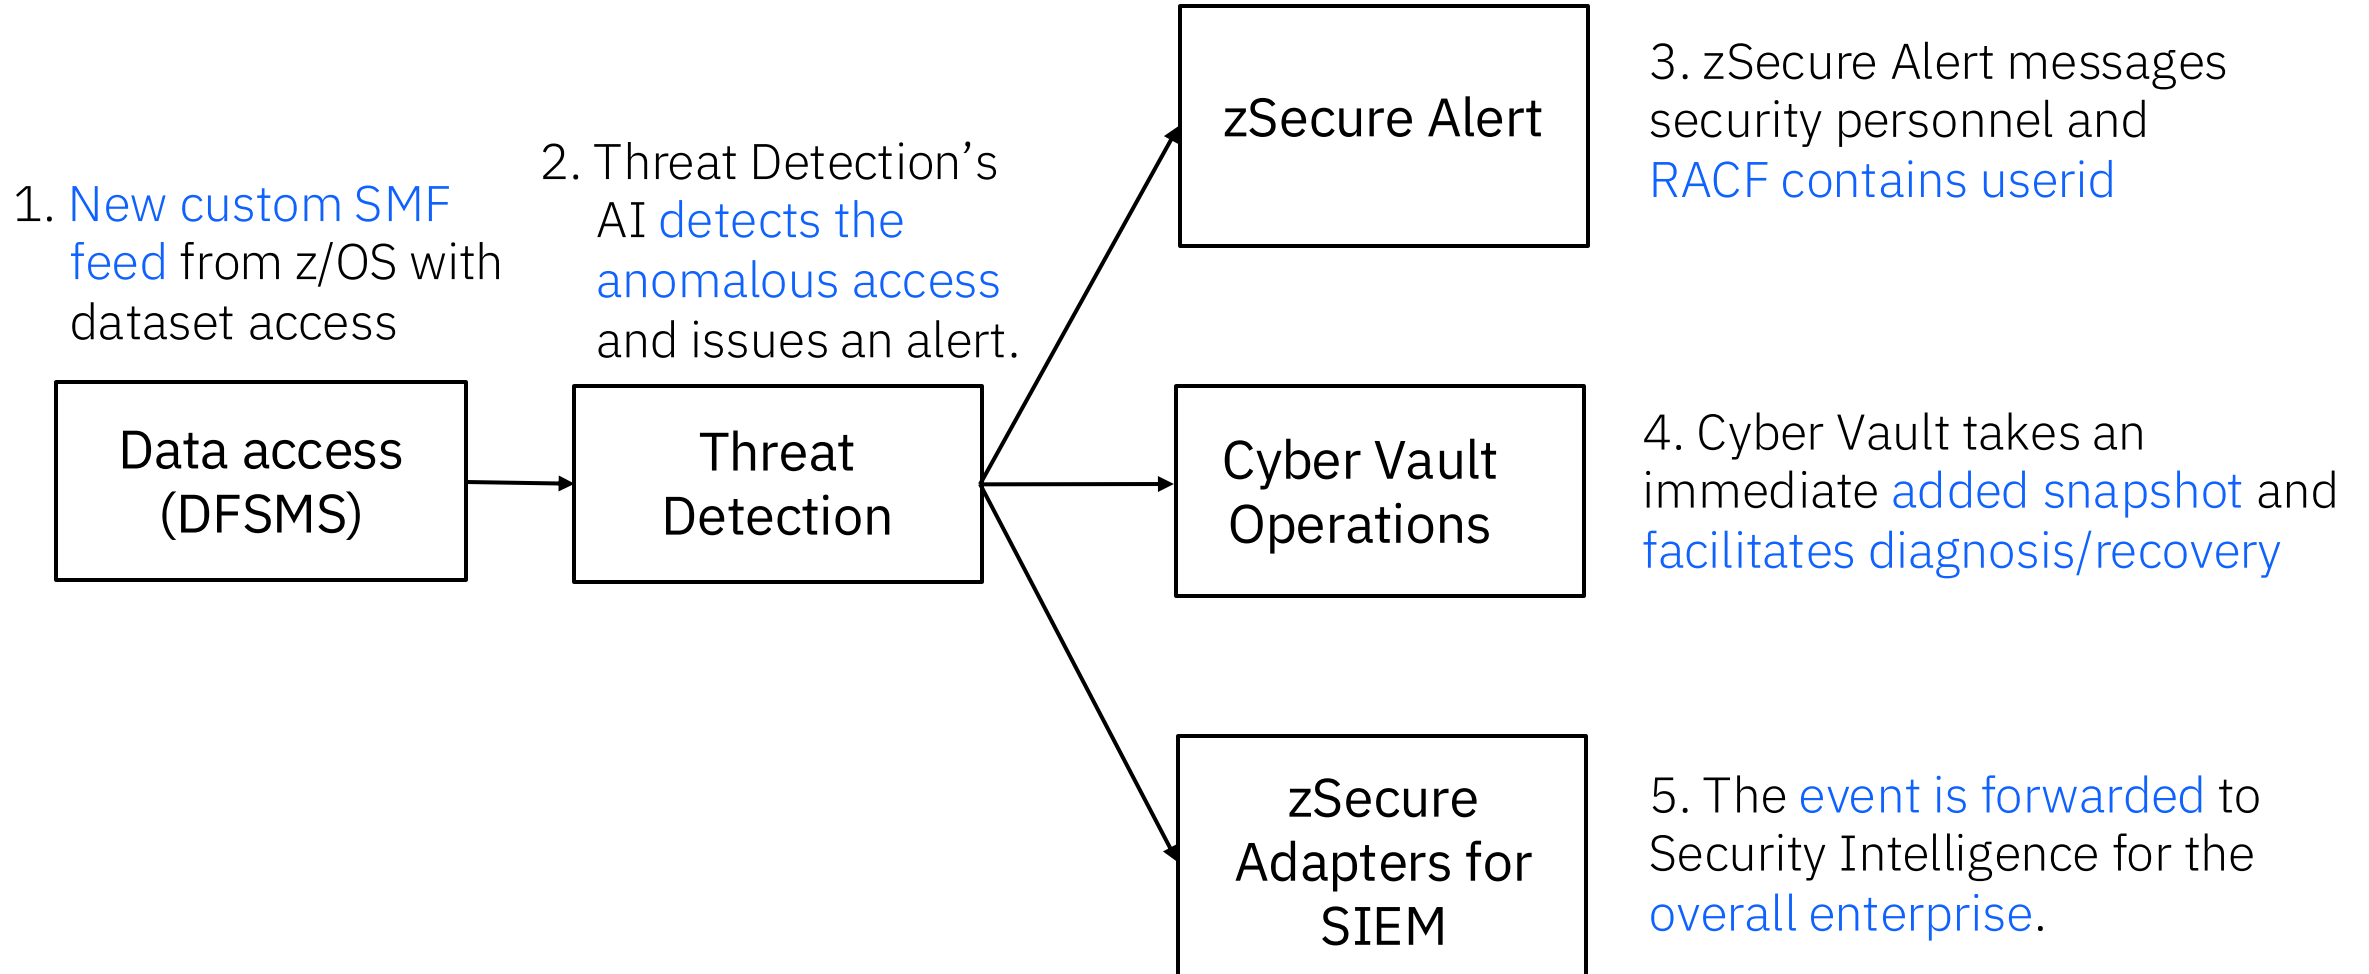 1. New custom SMF
feed from z/OS with
dataset access
Data access
(DFSMS)
2. Threat Detection’s
AI detects the
anomalous access
and issues an alert.
Threat
Detection
zSecure Alert
3. zSecure Alert messages
security personnel and
RACF contains userid
Cyber Vault
Operations
4. Cyber Vault takes an
immediate added snapshot and
facilitates diagnosis/recovery
zSecure
Adapters for
SIEM
5. The event is forwarded to
Security Intelligence for the
overall enterprise.